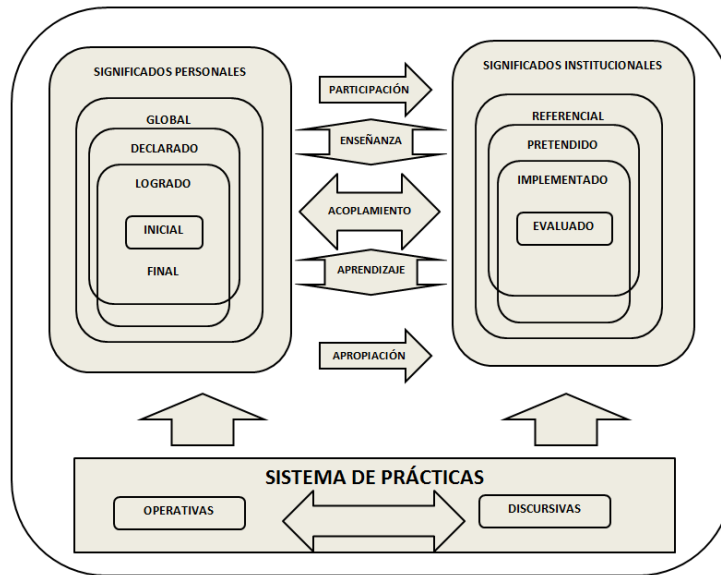 SIGNIFICADOS PERSONALES
GLOBAL
DECLARADO
LOGRADO
INICIAL
FINAL
PARTICIPACIÓN
ENSEÑANZA
ACOPLAMIENTO
APRENDIZAJE
APROPIACIÓN
SIGNIFICADOS INSTITUCIONALES
REFERENCIAL
PRETENDIDO
IMPLEMENTADO
EVALUADO
SISTEMA DE PRÁCTICAS
OPERATIVAS
DISCURSIVAS